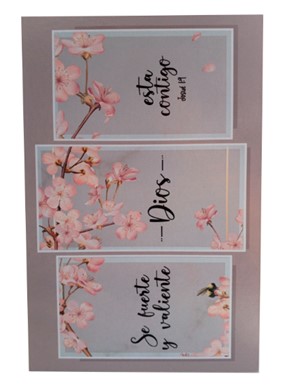 Se fuerte
y valiente
—Dios—
esta
contigo